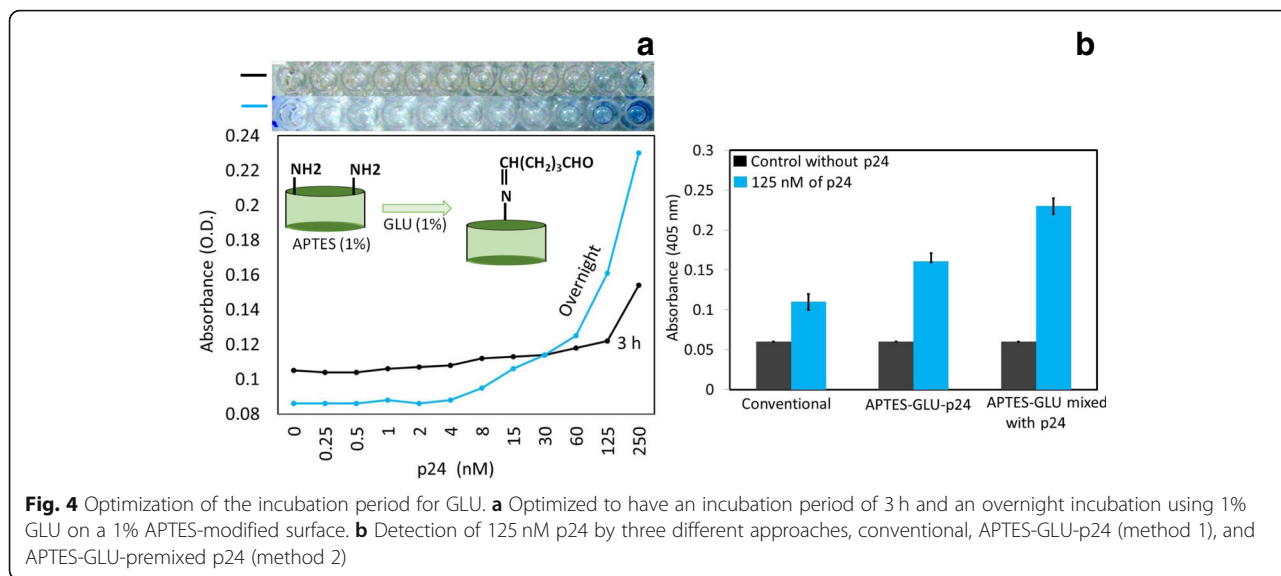 a
b
0.24
0.22
0.2
0.18
0.16
0.14
0.12
0.1
0.08
Absorbance (O.D.)
NH2 NH2
APTES (1%)
GLU (1%)
CH(CH2)3CHO
N
Overnight
3 h
0 0.25 0.5 1 2 4 8 15 30 60 125 250
p24 (nM)
0.3
0.25
0.2
0.15
0.1
0.05
0
Absorbance (405 nm)
Control without p24
125 nM of p24
Conventional
APTES-GLU-p24
APTES-GLU mixed
with p24
Fig. 4 Optimization of the incubation period for GLU. a Optimized to have an incubation period of 3 h and an overnight incubation using 1%
GLU on a 1% APTES-modified surface. b Detection of 125 nM p24 by three different approaches, conventional, APTES-GLU-p24 (method 1), and
APTES-GLU-premixed p24 (method 2)